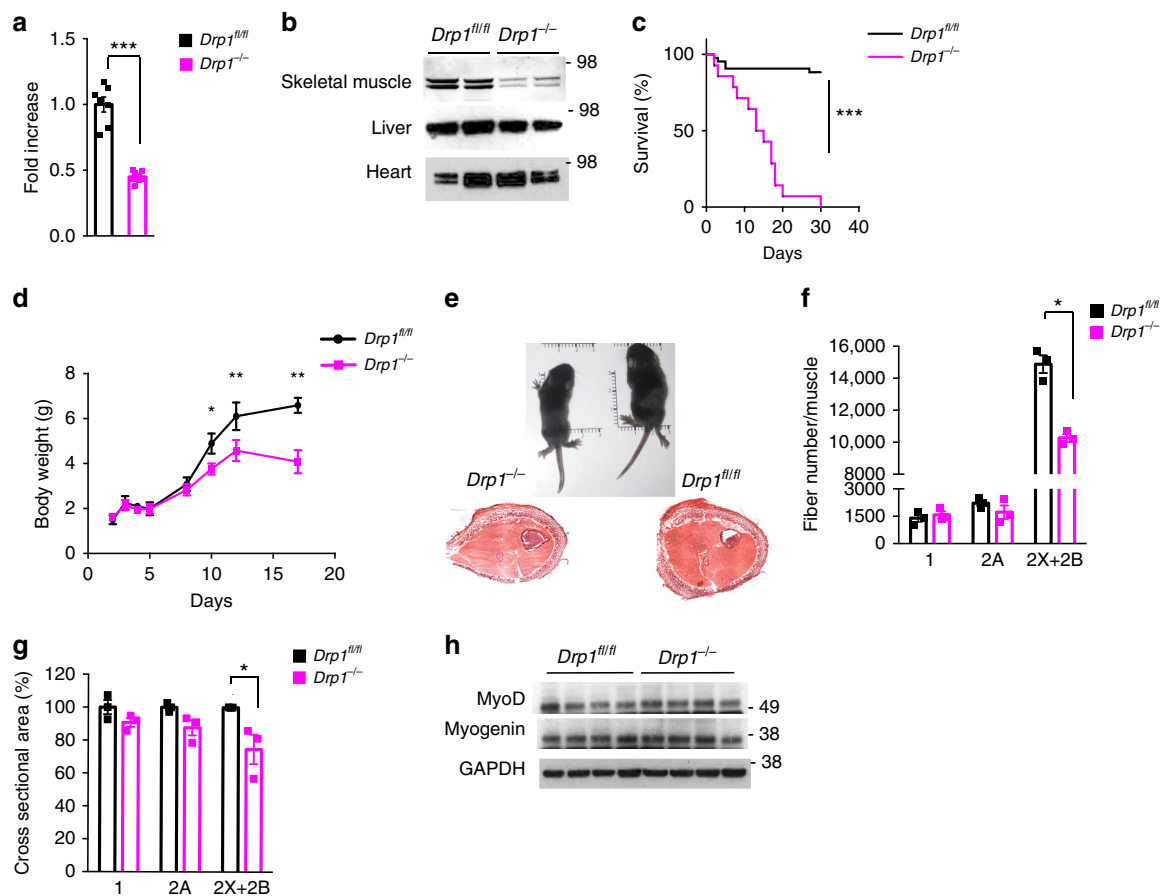 a
1.5
1.0
0.5
0.0
Fold increase
***
Drp1fl/fl
Drp1−/−
b
Drp1fl/fl Drp1−/−
Skeletal muscle
- 98
Liver
- 98
Heart
- 98
c
100
50
0
Survival (%)
0 10 20 30 40
Days
***
Drp1fl/fl
Drp1−/−
d
8
6
4
2
0
Body weight (g)
0 5 10 15 20
Days
* ** **
Drp1fl/fl
Drp1−/−
e
Drp1−/−
Drp1fl/fl
f
16,000
14,000
12,000
10,000
8000
3000
1500
0
Fiber number/muscle
1 2A 2X+2B
*
Drp1fl/fl
Drp1−/−
g
120
100
80
60
40
20
0
Cross sectional area (%)
1 2A 2X+2B
*
Drp1fl/fl
Drp1−/−
h
Drp1fl/fl Drp1−/−
MyoD
- 49
Myogenin
- 38
GAPDH
- 38